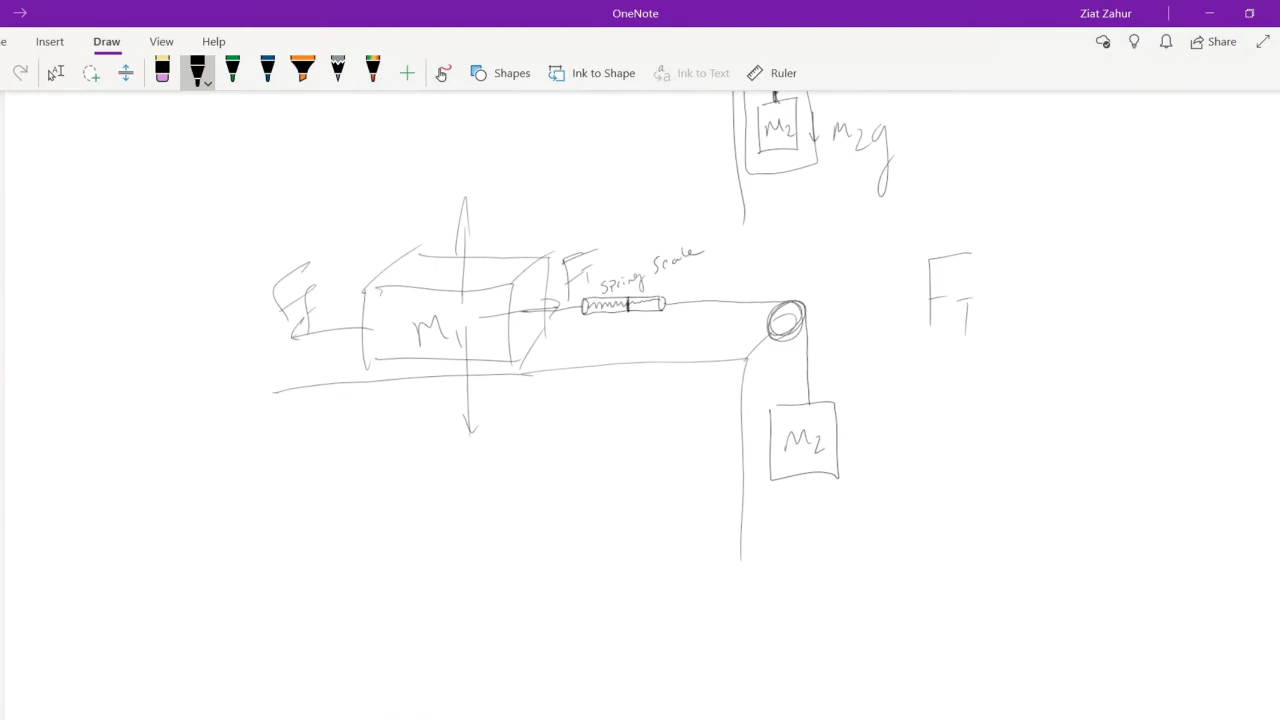 OneNote
Ziat Zahur
Insert Draw View Help
Share
Shapes
Ink to Shape
Ink to Text
Ruler
M2
m2g
Ff
FT
spring scale
FT
M1
M2